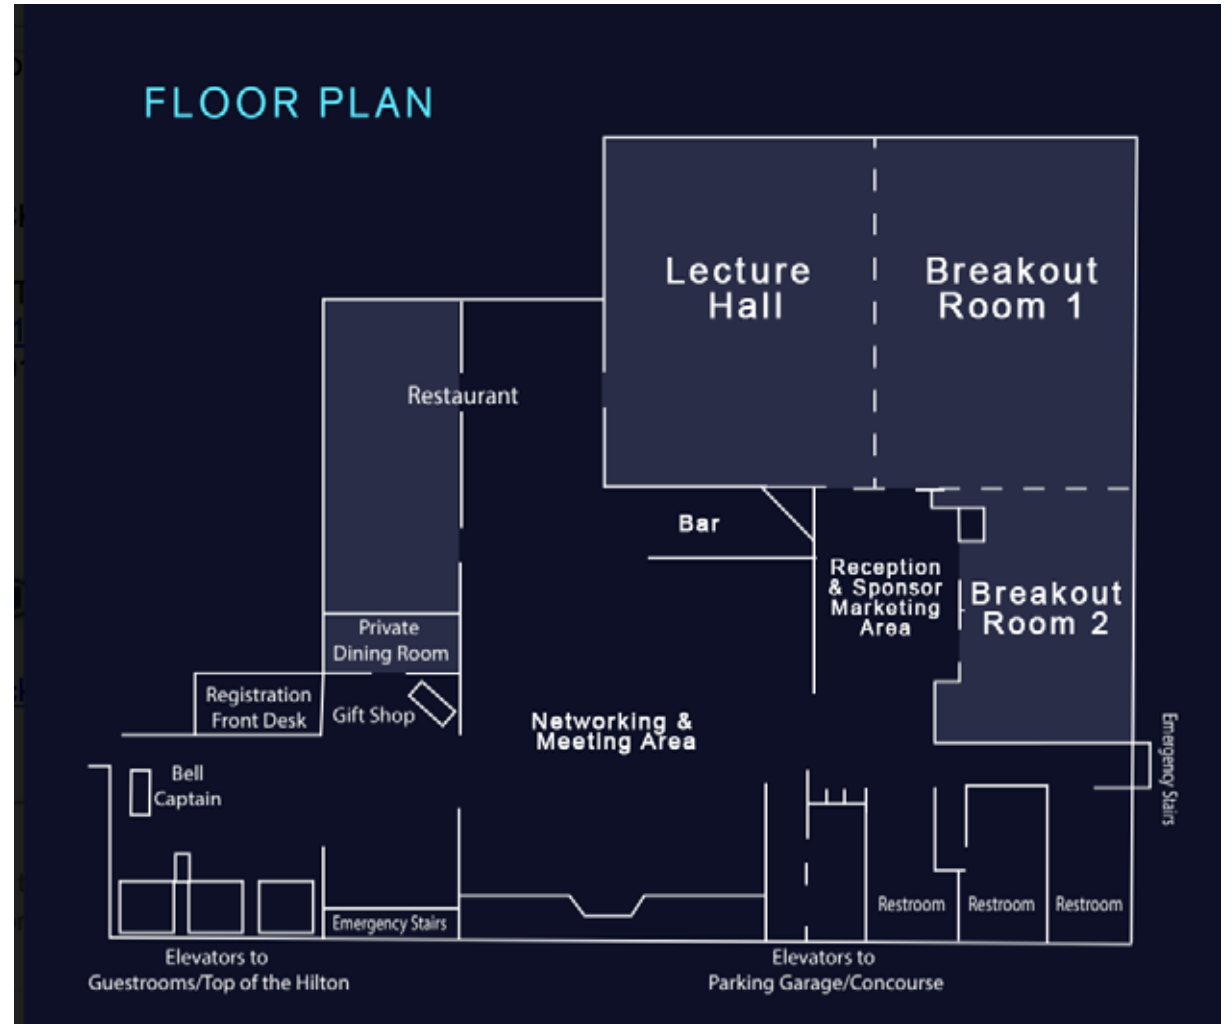 FLOOR PLAN
Lecture
Hall
Breakout
Room 1
Restaurant
Bar
Reception
& Sponsor
Marketing
Area
Breakout
Room 2
Private
Dining Room
Registration
Front Desk
Gift Shop
Networking &
Meeting Area
Emergency Stairs
Bell
Captain
Restroom
Restroom
Restroom
Emergency Stairs
Elevators to
Guestrooms/Top of the Hilton
Elevators to
Parking Garage/Concourse